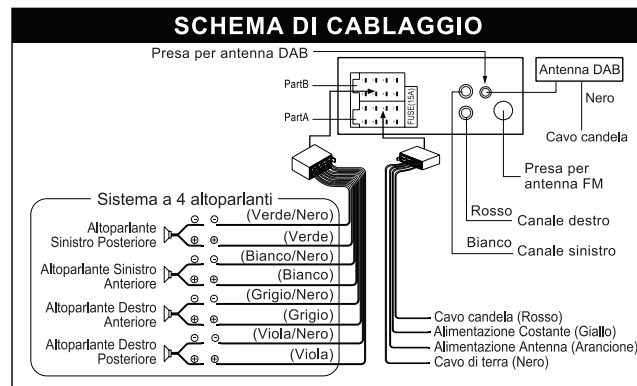 SCHEMA DI CABLAGGIO
Presa per antenna DAB
Antenna DAB
PartB
PartA
FUSE(15A)
Nero
Cavo candela
Presa per
antenna FM
Rosso
Canale destro
Bianco
Canale sinistro
Sistema a 4 altoparlanti
Altoparlante
Sinistro Posteriore
(Verde/Nero)
(Verde)
Altoparlante Sinistro
Anteriore
(Bianco/Nero)
(Bianco)
Altoparlante Destro
Anteriore
(Grigio/Nero)
(Grigio)
Altoparlante Destro
Posteriore
(Viola/Nero)
(Viola)
Cavo candela (Rosso)
Alimentazione Costante (Giallo)
Alimentazione Antenna (Arancione)
Cavo di terra (Nero)